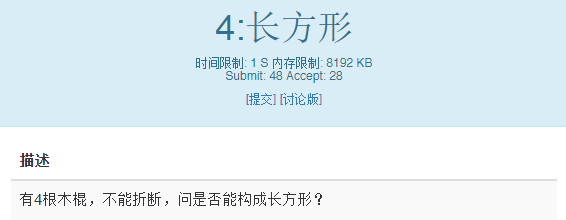 4:长方形
时间限制: 1 S 内存限制: 8192 KB
Submit: 48 Accept: 28
[提交] [讨论版]
描述
有4根木棍，不能折断，问是否能构成长方形？